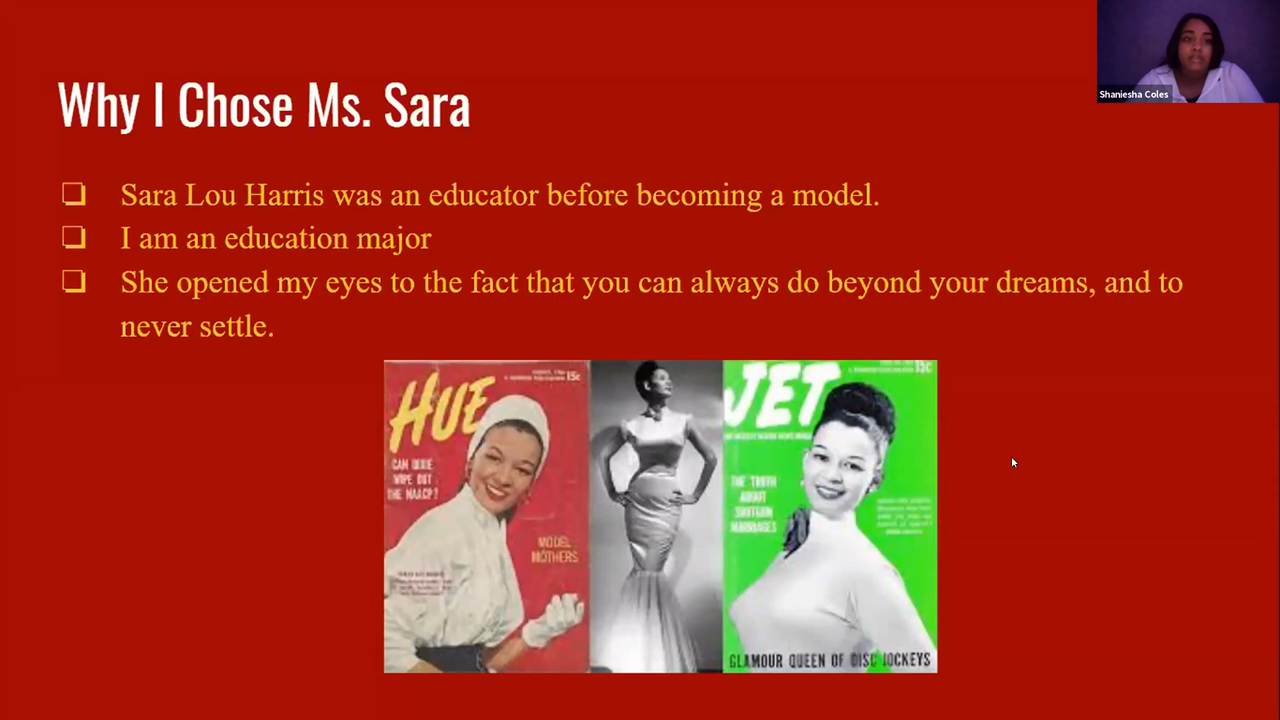 Why I Chose Ms. Sara
Shaniesha Coles
Sara Lou Harris was an educator before becoming a model.
I am an education major
She opened my eyes to the fact that you can always do beyond your dreams, and to
never settle.
HUE
15c
CAN DIXIE
WIPE OUT
THE NAACP?
MODEL
MOTHERS
JET
15c
THE TRUTH
ABOUT
SHOTGUN
MARRIAGES
GLAMOUR QUEEN OF DISC JOCKEYS